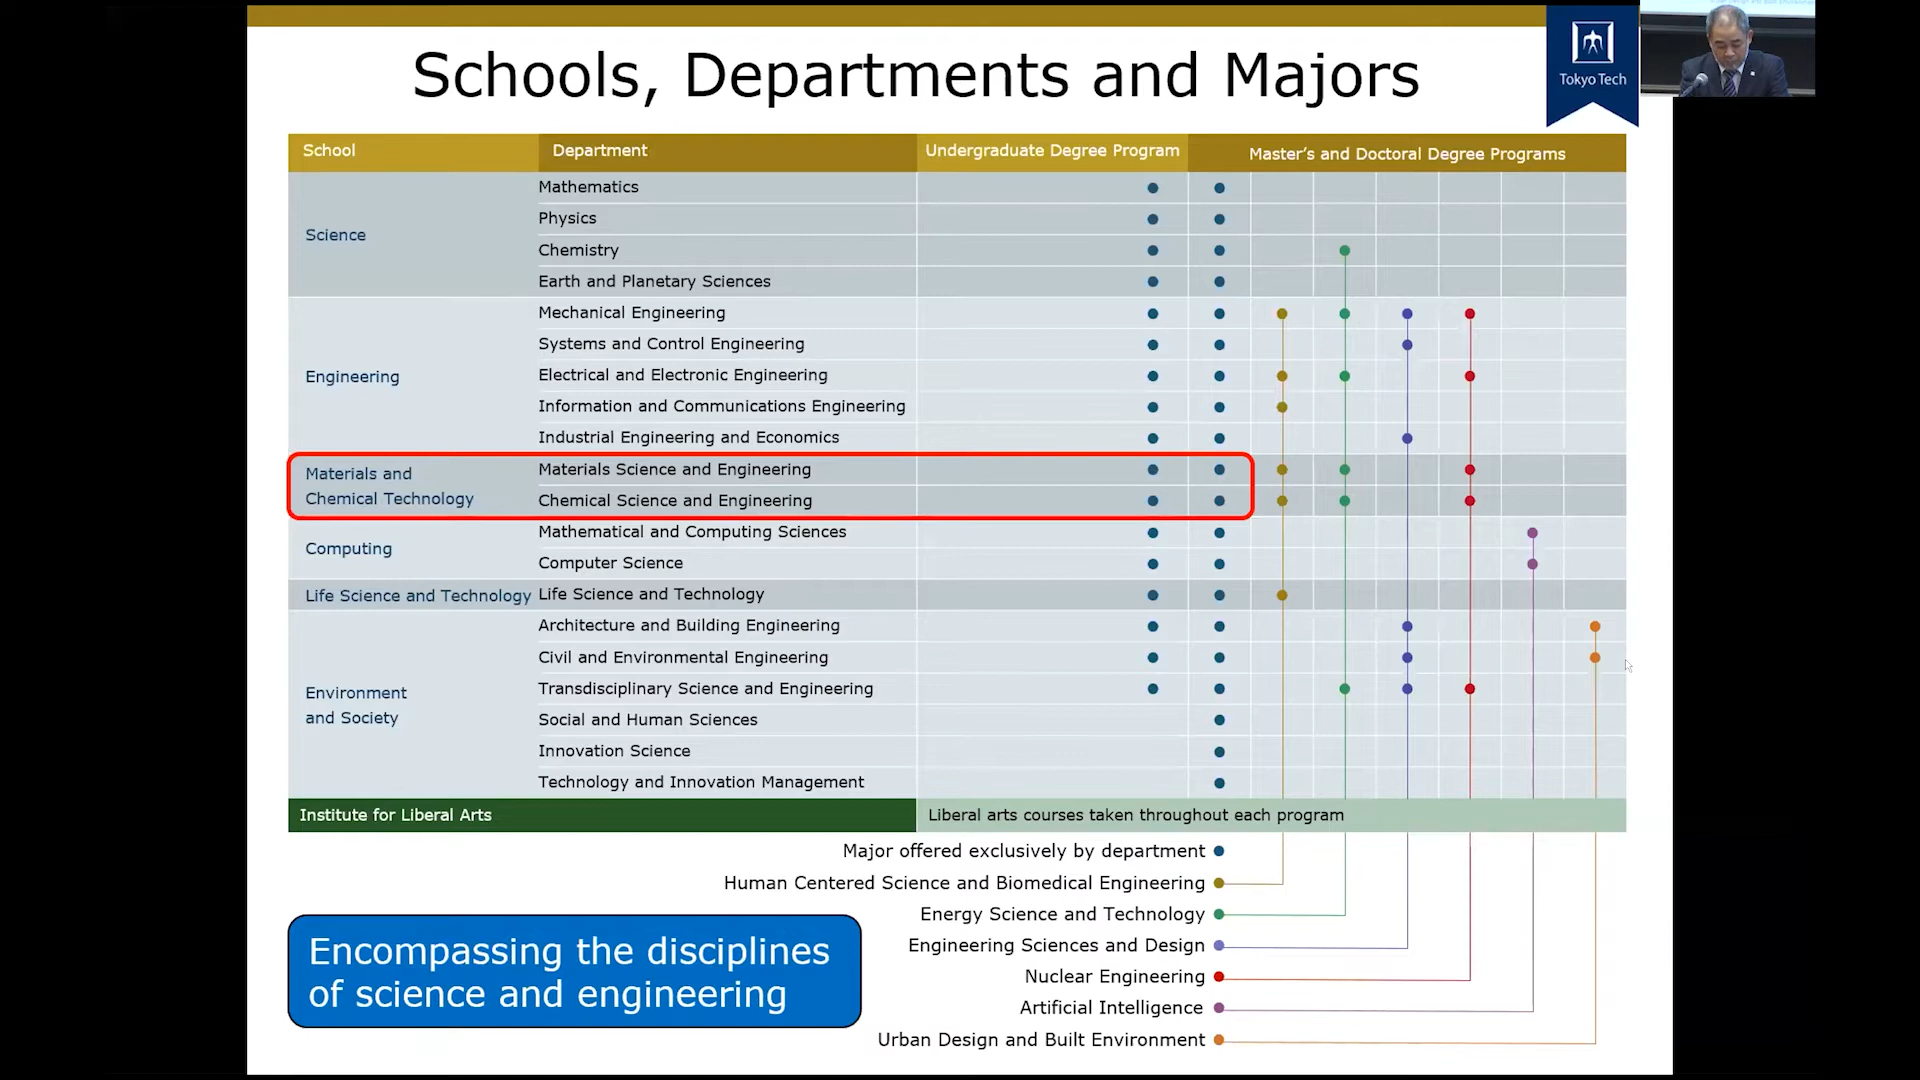 Schools, Departments and Majors
Tokyo Tech
School Department Undergraduate Degree Program Master's and Doctoral Degree Programs
Science
Mathematics
Physics
Chemistry
Earth and Planetary Sciences
Engineering
Mechanical Engineering
Systems and Control Engineering
Electrical and Electronic Engineering
Information and Communications Engineering
Industrial Engineering and Economics
Materials and
Chemical Technology
Materials Science and Engineering
Chemical Science and Engineering
Computing
Mathematical and Computing Sciences
Computer Science
Life Science and Technology Life Science and Technology
Environment
and Society
Architecture and Building Engineering
Civil and Environmental Engineering
Transdisciplinary Science and Engineering
Social and Human Sciences
Innovation Science
Technology and Innovation Management
Institute for Liberal Arts Liberal arts courses taken throughout each program
Major offered exclusively by department
Human Centered Science and Biomedical Engineering
Energy Science and Technology
Engineering Sciences and Design
Nuclear Engineering
Artificial Intelligence
Urban Design and Built Environment
Encompassing the disciplines
of science and engineering